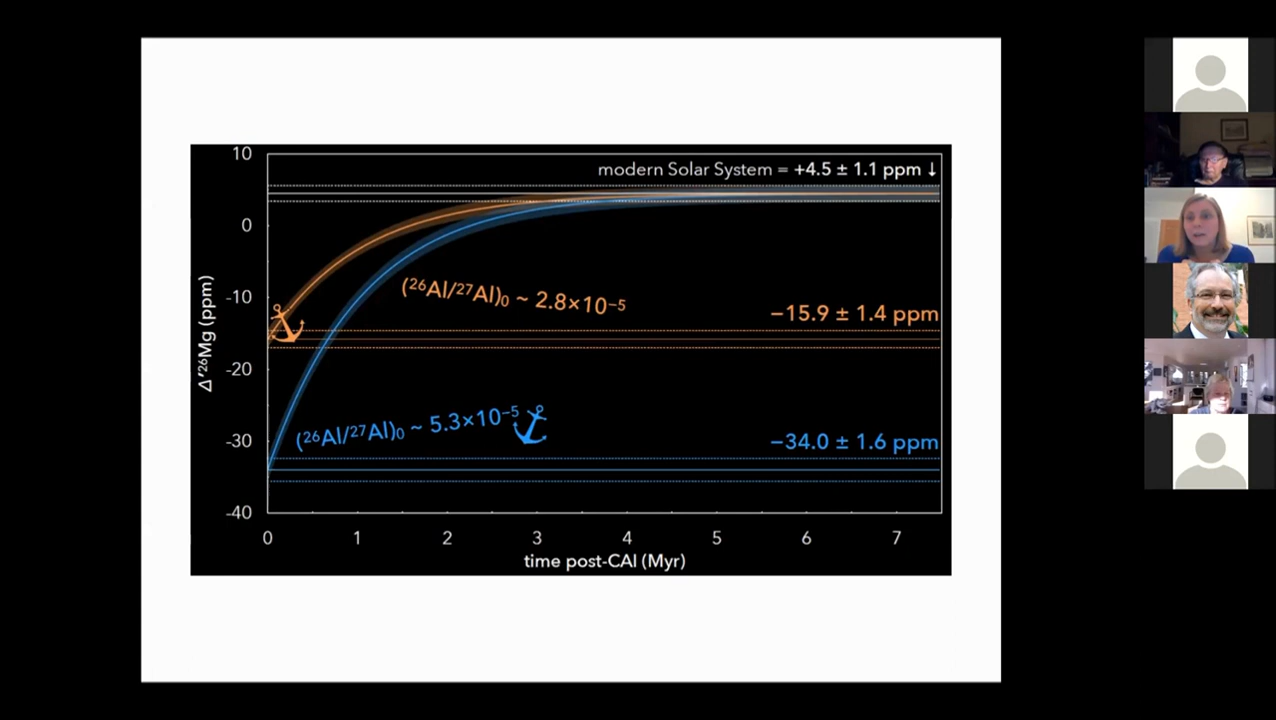 10
0
-10
-20
-30
-40
Δ′²⁶Mg (ppm)
modern Solar System = +4.5 ± 1.1 ppm ↓
(²⁶Al/²⁷Al)₀ ~ 2.8×10⁻⁵
−15.9 ± 1.4 ppm
(²⁶Al/²⁷Al)₀ ~ 5.3×10⁻⁵
−34.0 ± 1.6 ppm
0 1 2 3 4 5 6 7
time post-CAI (Myr)